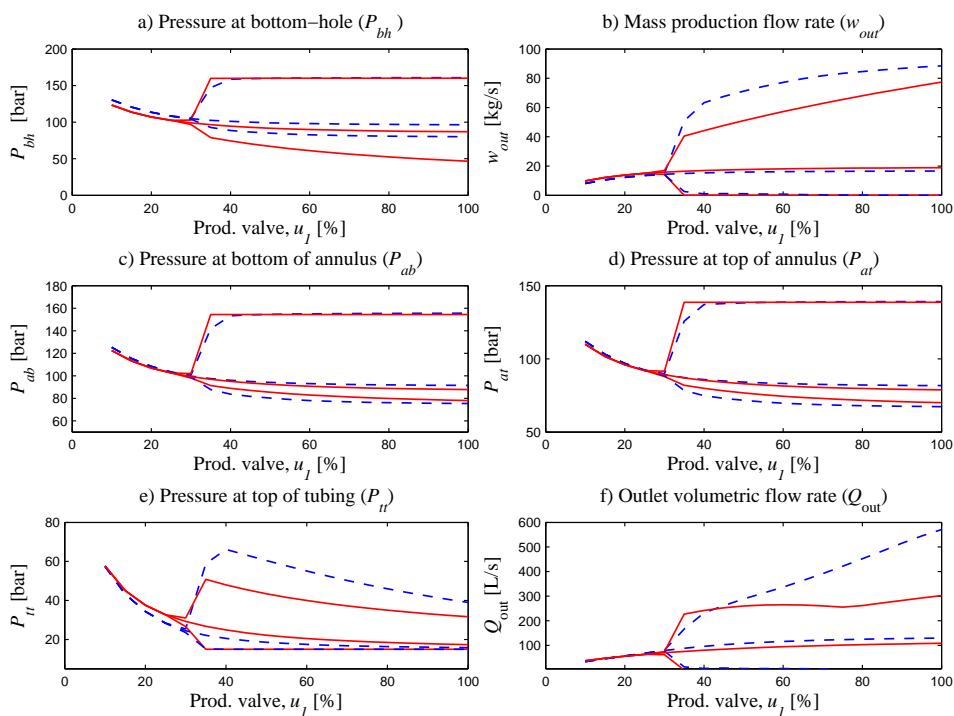 a) Pressure at bottom−hole (P_bh)
200
150
100
50
0
P_bh [bar]
0 20 40 60 80 100
Prod. valve, u_1 [%]
b) Mass production flow rate (w_out)
100
80
60
40
20
0
w_out [kg/s]
0 20 40 60 80 100
Prod. valve, u_1 [%]
c) Pressure at bottom of annulus (P_ab)
180
160
140
120
100
80
60
P_ab [bar]
0 20 40 60 80 100
Prod. valve, u_1 [%]
d) Pressure at top of annulus (P_at)
150
100
50
P_at [bar]
0 20 40 60 80 100
Prod. valve, u_1 [%]
e) Pressure at top of tubing (P_tt)
80
60
40
20
P_tt [bar]
0 20 40 60 80 100
Prod. valve, u_1 [%]
f) Outlet volumetric flow rate (Q_out)
600
500
400
300
200
100
Q_out [L/s]
0 20 40 60 80 100
Prod. valve, u_1 [%]